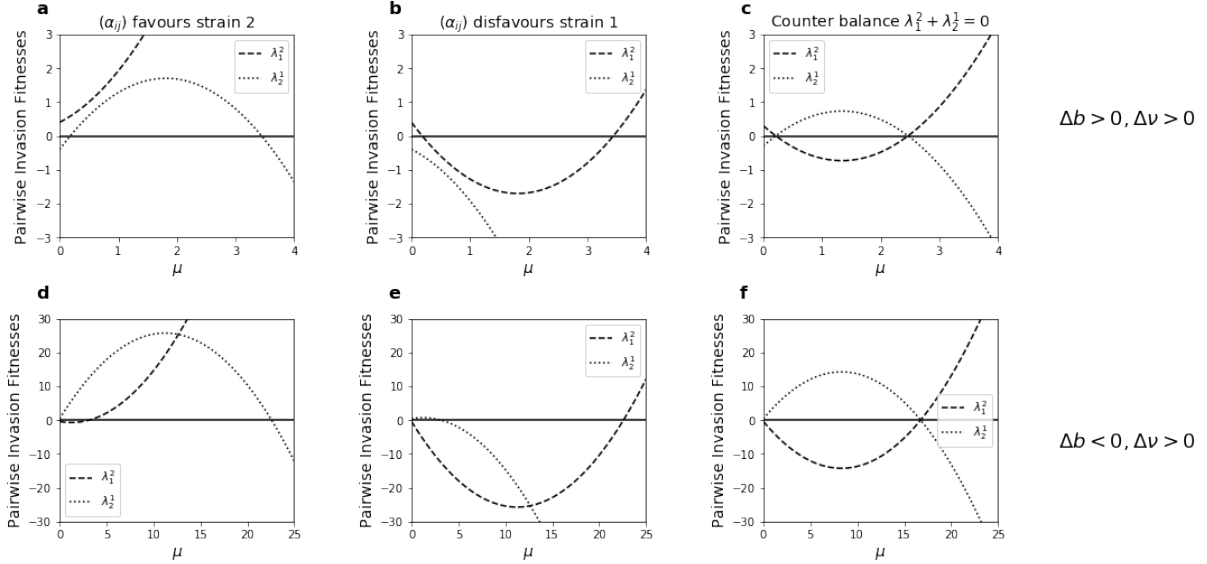 a
(α_ij) favours strain 2
Pairwise Invasion Fitnesses
3
2
1
0
−1
−2
−3
λ₁²
λ₂¹
0 1 2 3 4
μ
b
(α_ij) disfavours strain 1
Pairwise Invasion Fitnesses
3
2
1
0
−1
−2
−3
λ₁²
λ₂¹
0 1 2 3 4
μ
c
Counter balance λ₁² + λ₂¹ = 0
Pairwise Invasion Fitnesses
3
2
1
0
−1
−2
−3
λ₁²
λ₂¹
0 1 2 3 4
μ
Δb > 0, Δν > 0
d
Pairwise Invasion Fitnesses
30
20
10
0
−10
−20
−30
λ₁²
λ₂¹
0 5 10 15 20 25
μ
e
Pairwise Invasion Fitnesses
30
20
10
0
−10
−20
−30
λ₁²
λ₂¹
0 5 10 15 20 25
μ
f
Pairwise Invasion Fitnesses
30
20
10
0
−10
−20
−30
λ₁²
λ₂¹
0 5 10 15 20 25
μ
Δb < 0, Δν > 0